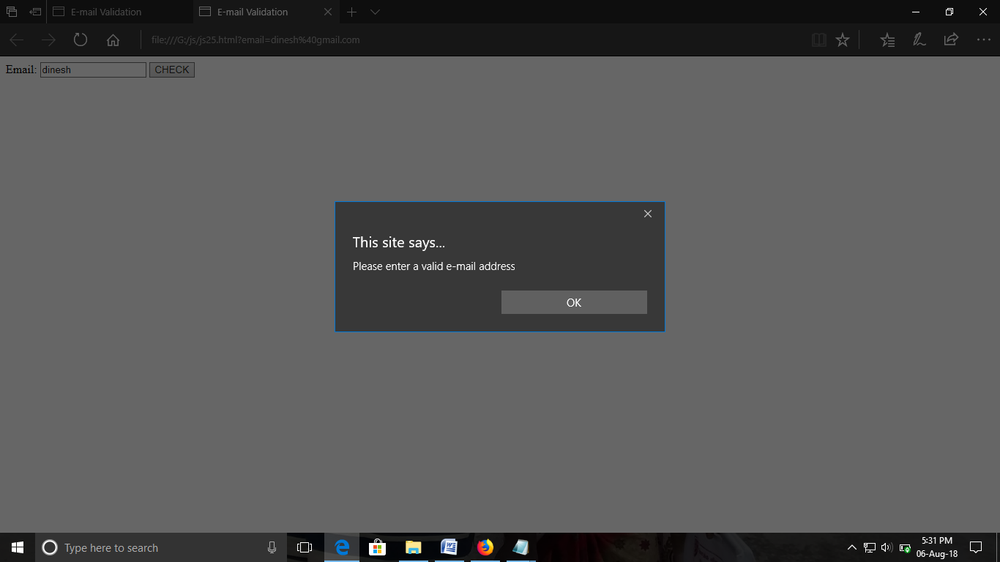 E-mail Validation
E-mail Validation
file:///G:/js/js25.html?email=dinesh%40gmail.com
Email: dinesh CHECK
This site says...
Please enter a valid e-mail address
OK
Type here to search
5:31 PM
06-Aug-18